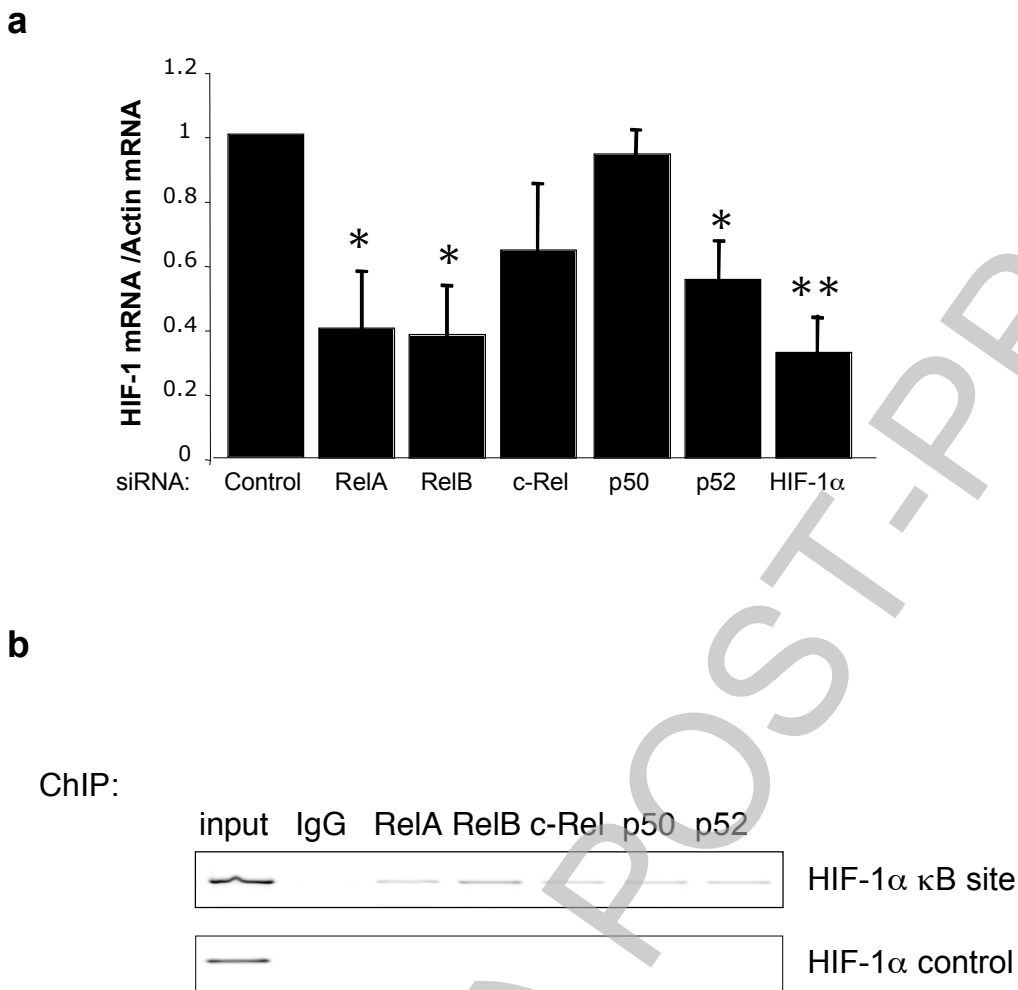 a
HIF-1 mRNA /Actin mRNA
1.2
1
0.8
0.6
0.4
0.2
0
*
*
*
**
siRNA: Control RelA RelB c-Rel p50 p52 HIF-1α
b
ChIP:
input IgG RelA RelB c-Rel p50 p52
HIF-1α κB site
HIF-1α control
POST-PR